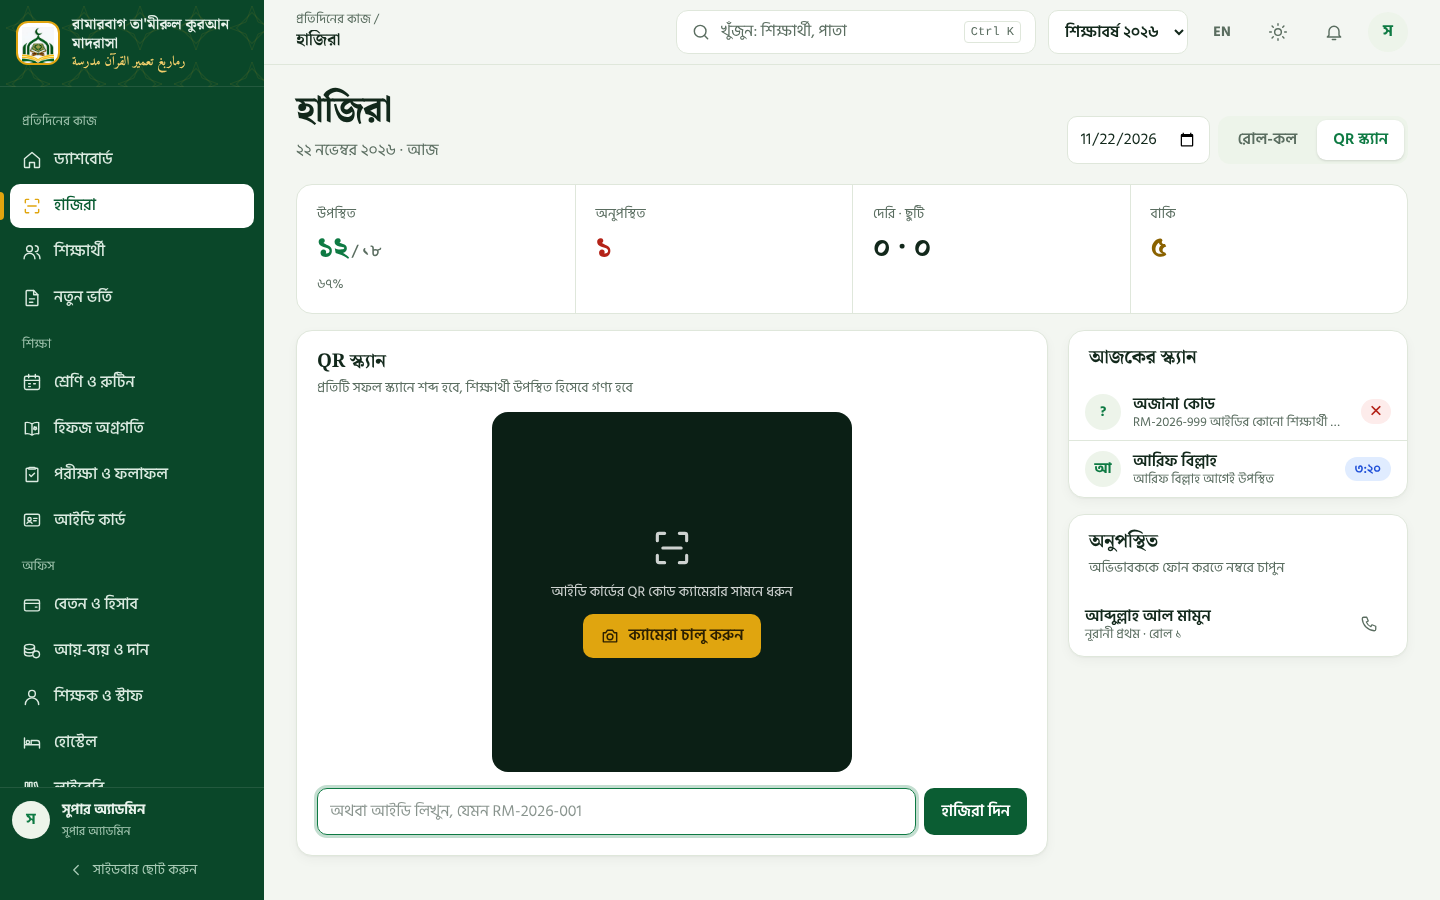 রামারবাগ তা'মীরুল কুরআন
মাদরাসা
رمارباغ تعمير القرآن مدرسة
প্রতিদিনের কাজ
ড্যাশবোর্ড
হাজিরা
শিক্ষার্থী
নতুন ভর্তি
শিক্ষা
শ্রেণি ও রুটিন
হিফজ অগ্রগতি
পরীক্ষা ও ফলাফল
আইডি কার্ড
অফিস
বেতন ও হিসাব
আয়-ব্যয় ও দান
শিক্ষক ও স্টাফ
হোস্টেল
স
সুপার অ্যাডমিন
সুপার অ্যাডমিন
সাইডবার ছোট করুন
প্রতিদিনের কাজ /
হাজিরা
খুঁজুন: শিক্ষার্থী, পাতা
Ctrl K
শিক্ষাবর্ষ ২০২৬
EN
স
হাজিরা
২২ নভেম্বর ২০২৬ · আজ
11/22/2026
রোল-কল
QR স্ক্যান
উপস্থিত
১২/১৮
৬৭%
অনুপস্থিত
১
দেরি · ছুটি
০ · ০
বাকি
৫
QR স্ক্যান
প্রতিটি সফল স্ক্যানে শব্দ হবে, শিক্ষার্থী উপস্থিত হিসেবে গণ্য হবে
আইডি কার্ডের QR কোড ক্যামেরার সামনে ধরুন
ক্যামেরা চালু করুন
অথবা আইডি লিখুন, যেমন RM-2026-001
হাজিরা দিন
আজকের স্ক্যান
?
অজানা কোড
RM-2026-999 আইডির কোনো শিক্ষার্থী ...
আ
আরিফ বিল্লাহ
আরিফ বিল্লাহ আগেই উপস্থিত
৩:২০
অনুপস্থিত
অভিভাবককে ফোন করতে নম্বরে চাপুন
আব্দুল্লাহ আল মামুন
নূরানী প্রথম · রোল ১